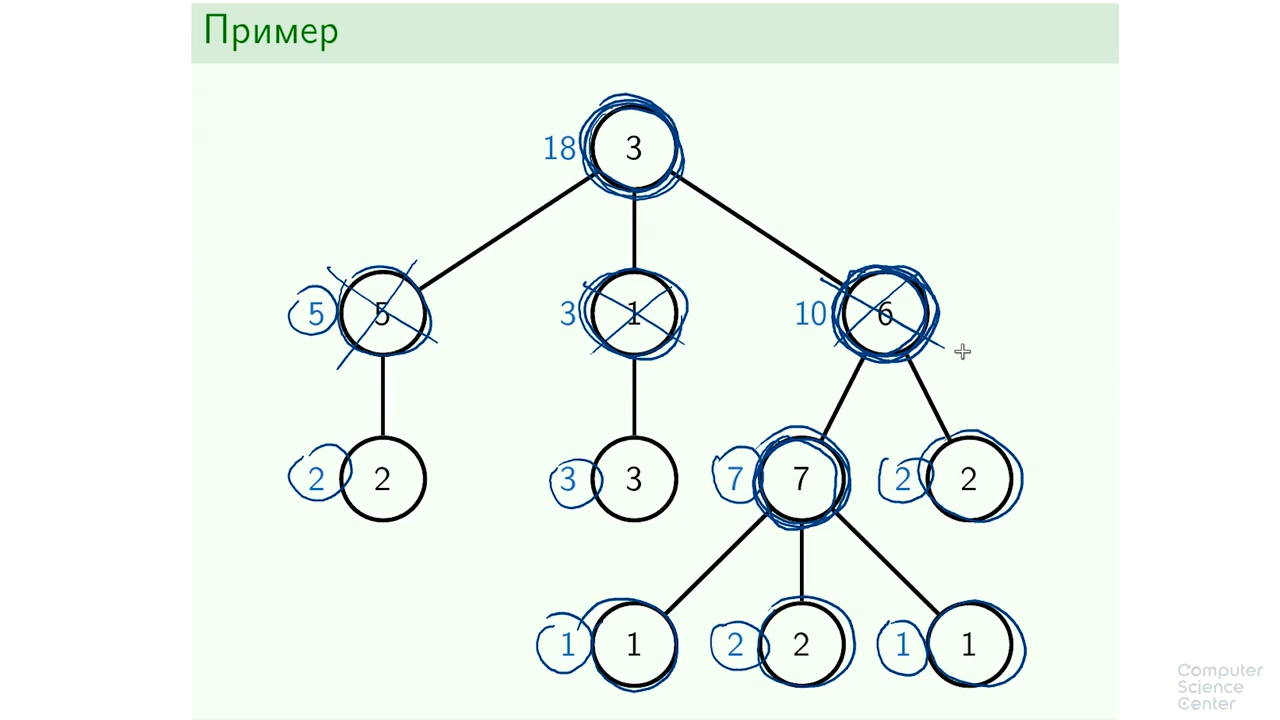 Пример
18 3
5 5 3 1 10 6
2 2 3 3 7 7 2 2
1 1 2 2 1 1
Computer
Science
Center